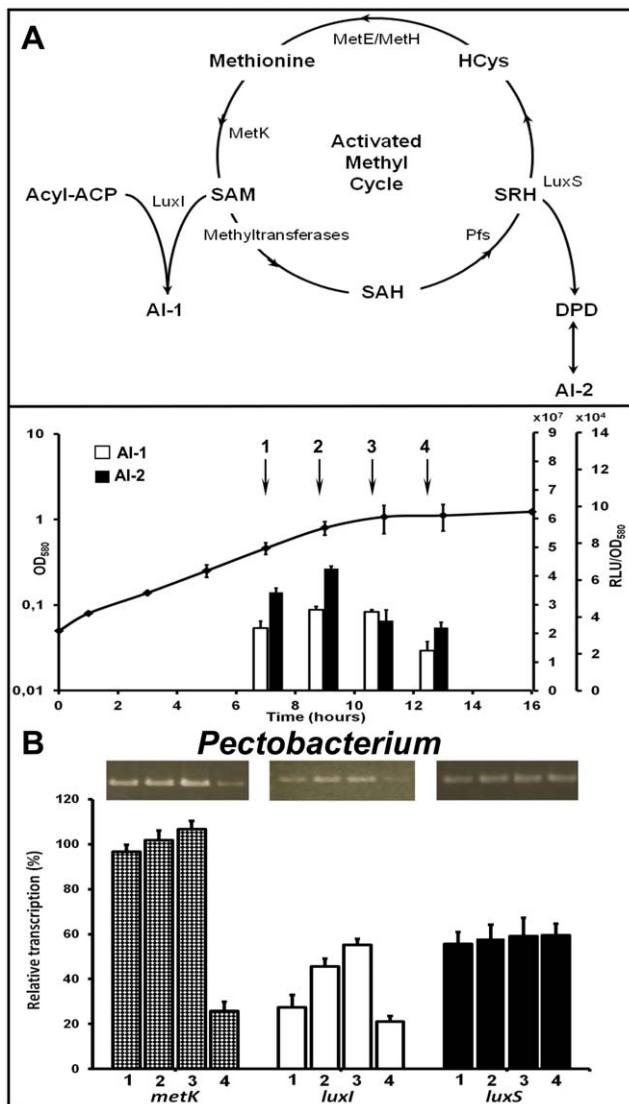 A
MetE/MetH
Methionine
HCys
MetK
Activated
Methyl
Cycle
Acyl-ACP
LuxI
SAM
SRH
LuxS
Methyltransferases
Pfs
AI-1
SAH
DPD
AI-2
10
1
0,1
0,01
OD580
AI-1
AI-2
1 2 3 4
x10⁷
9
8
7
6
5
4
3
2
1
0
x10⁴
14
12
10
8
6
4
2
0
RLU/OD580
0 2 4 6 8 10 12 14 16
Time (hours)
B
Pectobacterium
Relative transcription (%)
120
100
80
60
40
20
0
1 2 3 4 1 2 3 4 1 2 3 4
metK luxI luxS